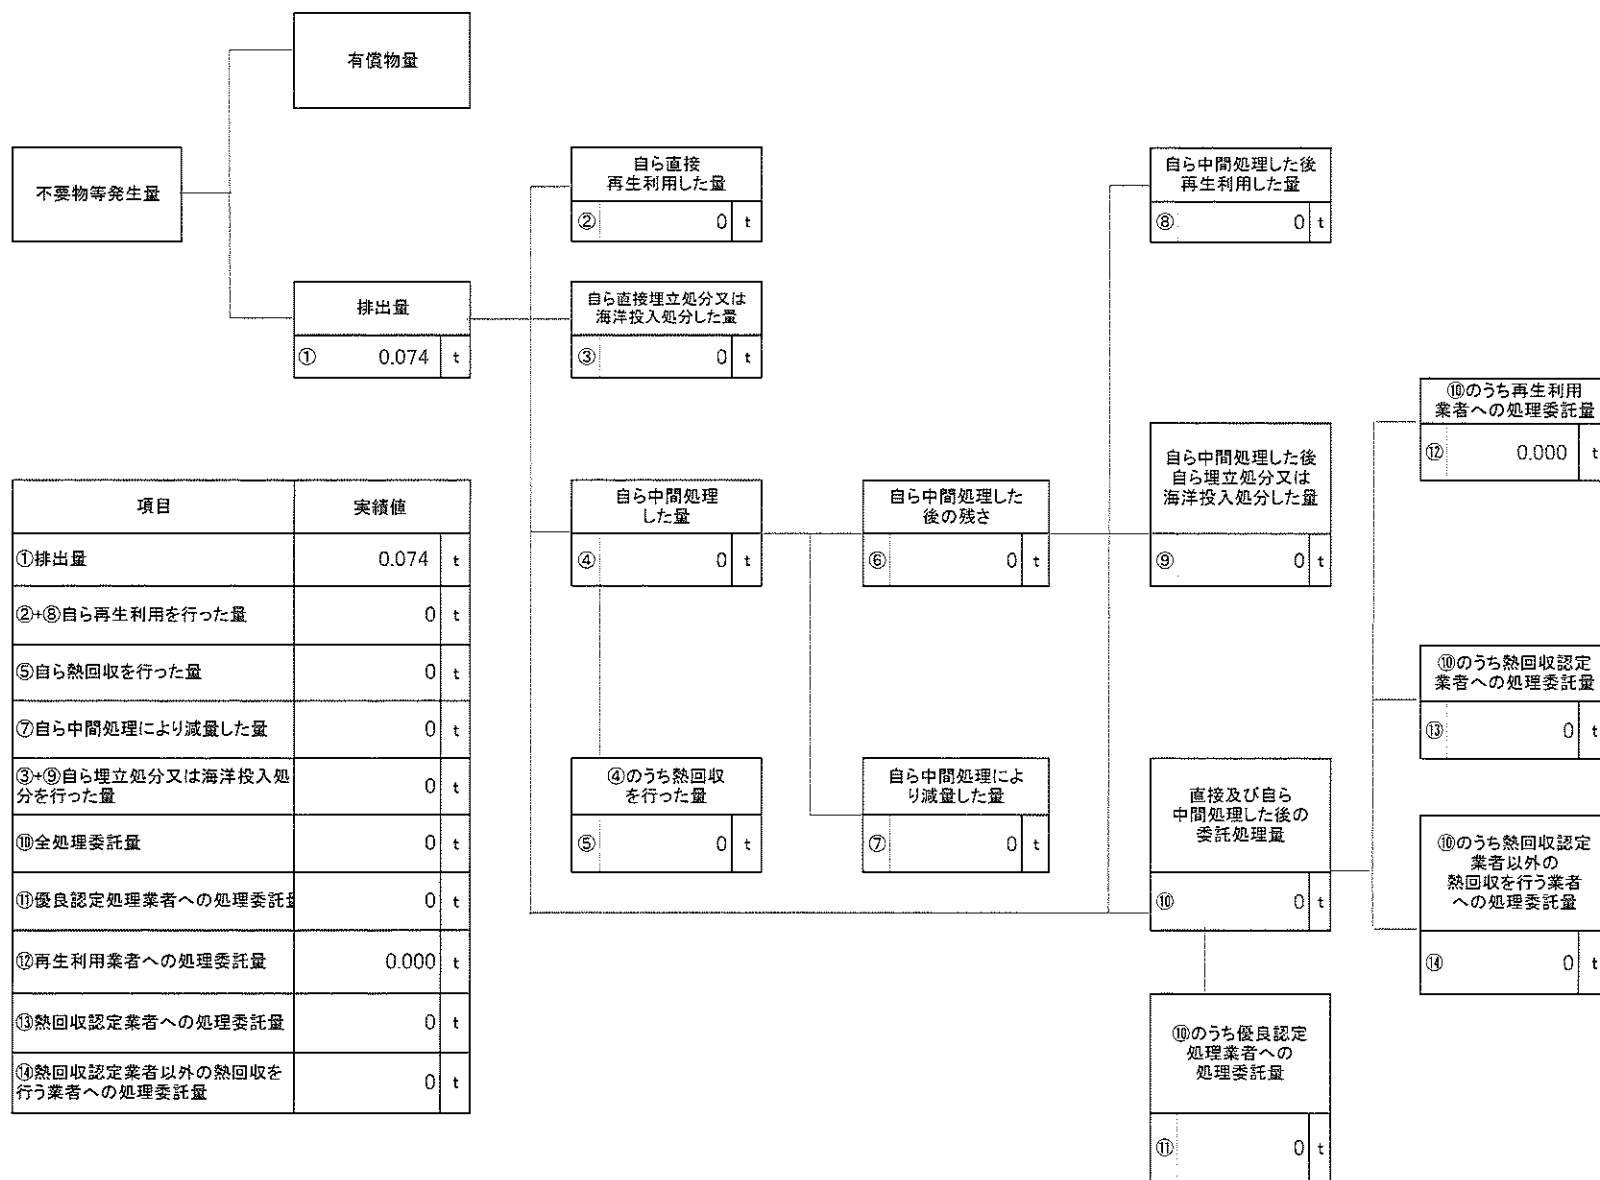 有償物量
不要物等発生量
排出量
① 0.074 t
自ら直接
再生利用した量
② 0 t
自ら直接埋立処分又は
海洋投入処分した量
③ 0 t
自ら中間処理
した量
④ 0 t
④のうち熱回収
を行った量
⑤ 0 t
自ら中間処理した
後の残さ
⑥ 0 t
自ら中間処理によ
り減量した量
⑦ 0 t
自ら中間処理した後
再生利用した量
⑧ 0 t
自ら中間処理した後
自ら埋立処分又は
海洋投入処分した量
⑨ 0 t
直接及び自ら
中間処理した後の
委託処理量
⑩ 0 t
⑩のうち優良認定
処理業者への
処理委託量
⑪ 0 t
⑩のうち再生利用
業者への処理委託量
⑫ 0.000 t
⑩のうち熱回収認定
業者への処理委託量
⑬ 0 t
⑩のうち熱回収認定
業者以外の
熱回収を行う業者
への処理委託量
⑭ 0 t
項目 実績値
①排出量 0.074 t
②+⑧自ら再生利用を行った量 0 t
⑤自ら熱回収を行った量 0 t
⑦自ら中間処理により減量した量 0 t
③+⑨自ら埋立処分又は海洋投入処
分を行った量 0 t
⑩全処理委託量 0 t
⑪優良認定処理業者への処理委託量 0 t
⑫再生利用業者への処理委託量 0.000 t
⑬熱回収認定業者への処理委託量 0 t
⑭熱回収認定業者以外の熱回収を
行う業者への処理委託量 0 t